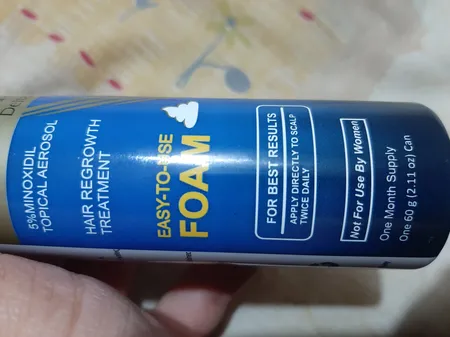 5%MINOXIDIL
TOPICAL AEROSOL
HAIR REGROWTH
TREATMENT
EASY-TO-USE
FOAM
FOR BEST RESULTS
APPLY DIRECTLY TO SCALP
TWICE DAILY
Not For Use By Women
One Month Supply
One 60 g (2.11 oz) Can